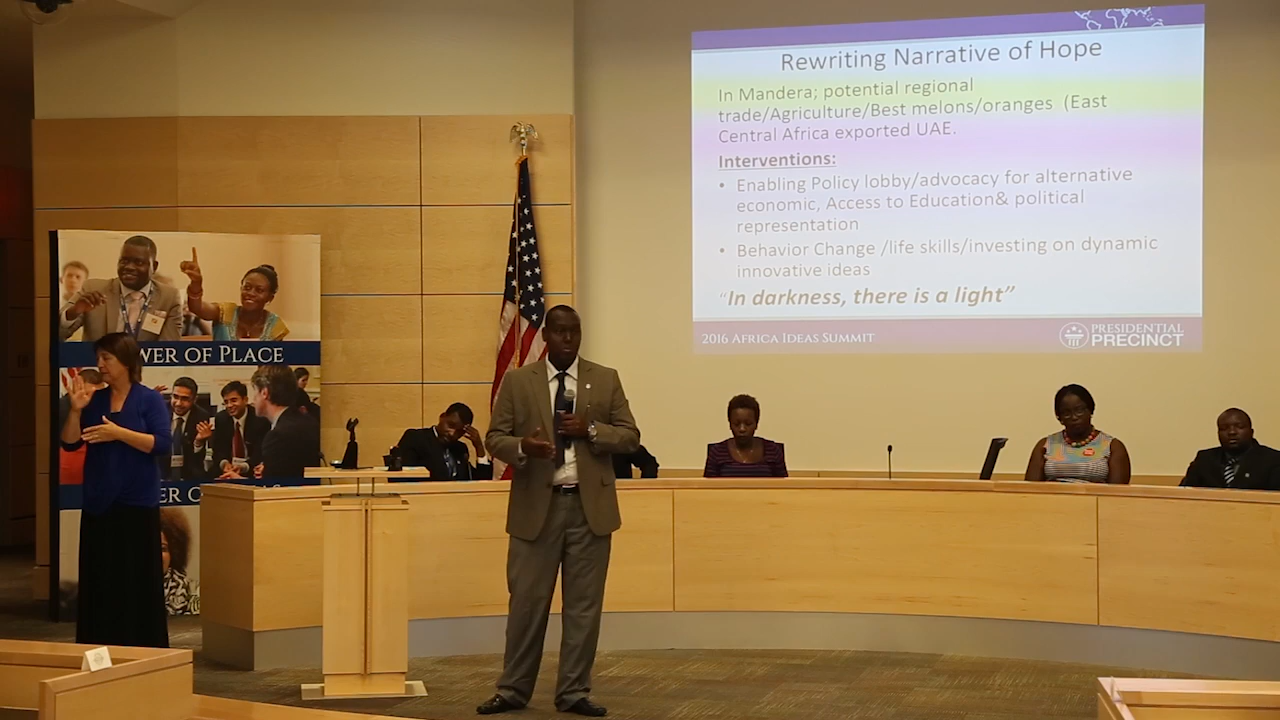 Rewriting Narrative of Hope
In Mandera; potential regional
trade/Agriculture/Best melons/oranges (East
Central Africa exported UAE.
Interventions:
• Enabling Policy lobby/advocacy for alternative
economic, Access to Education& political
representation
• Behavior Change /life skills/investing on dynamic
innovative ideas
“In darkness, there is a light”
2016 AFRICA IDEAS SUMMIT
PRESIDENTIAL
PRECINCT
WER OF PLACE
ER